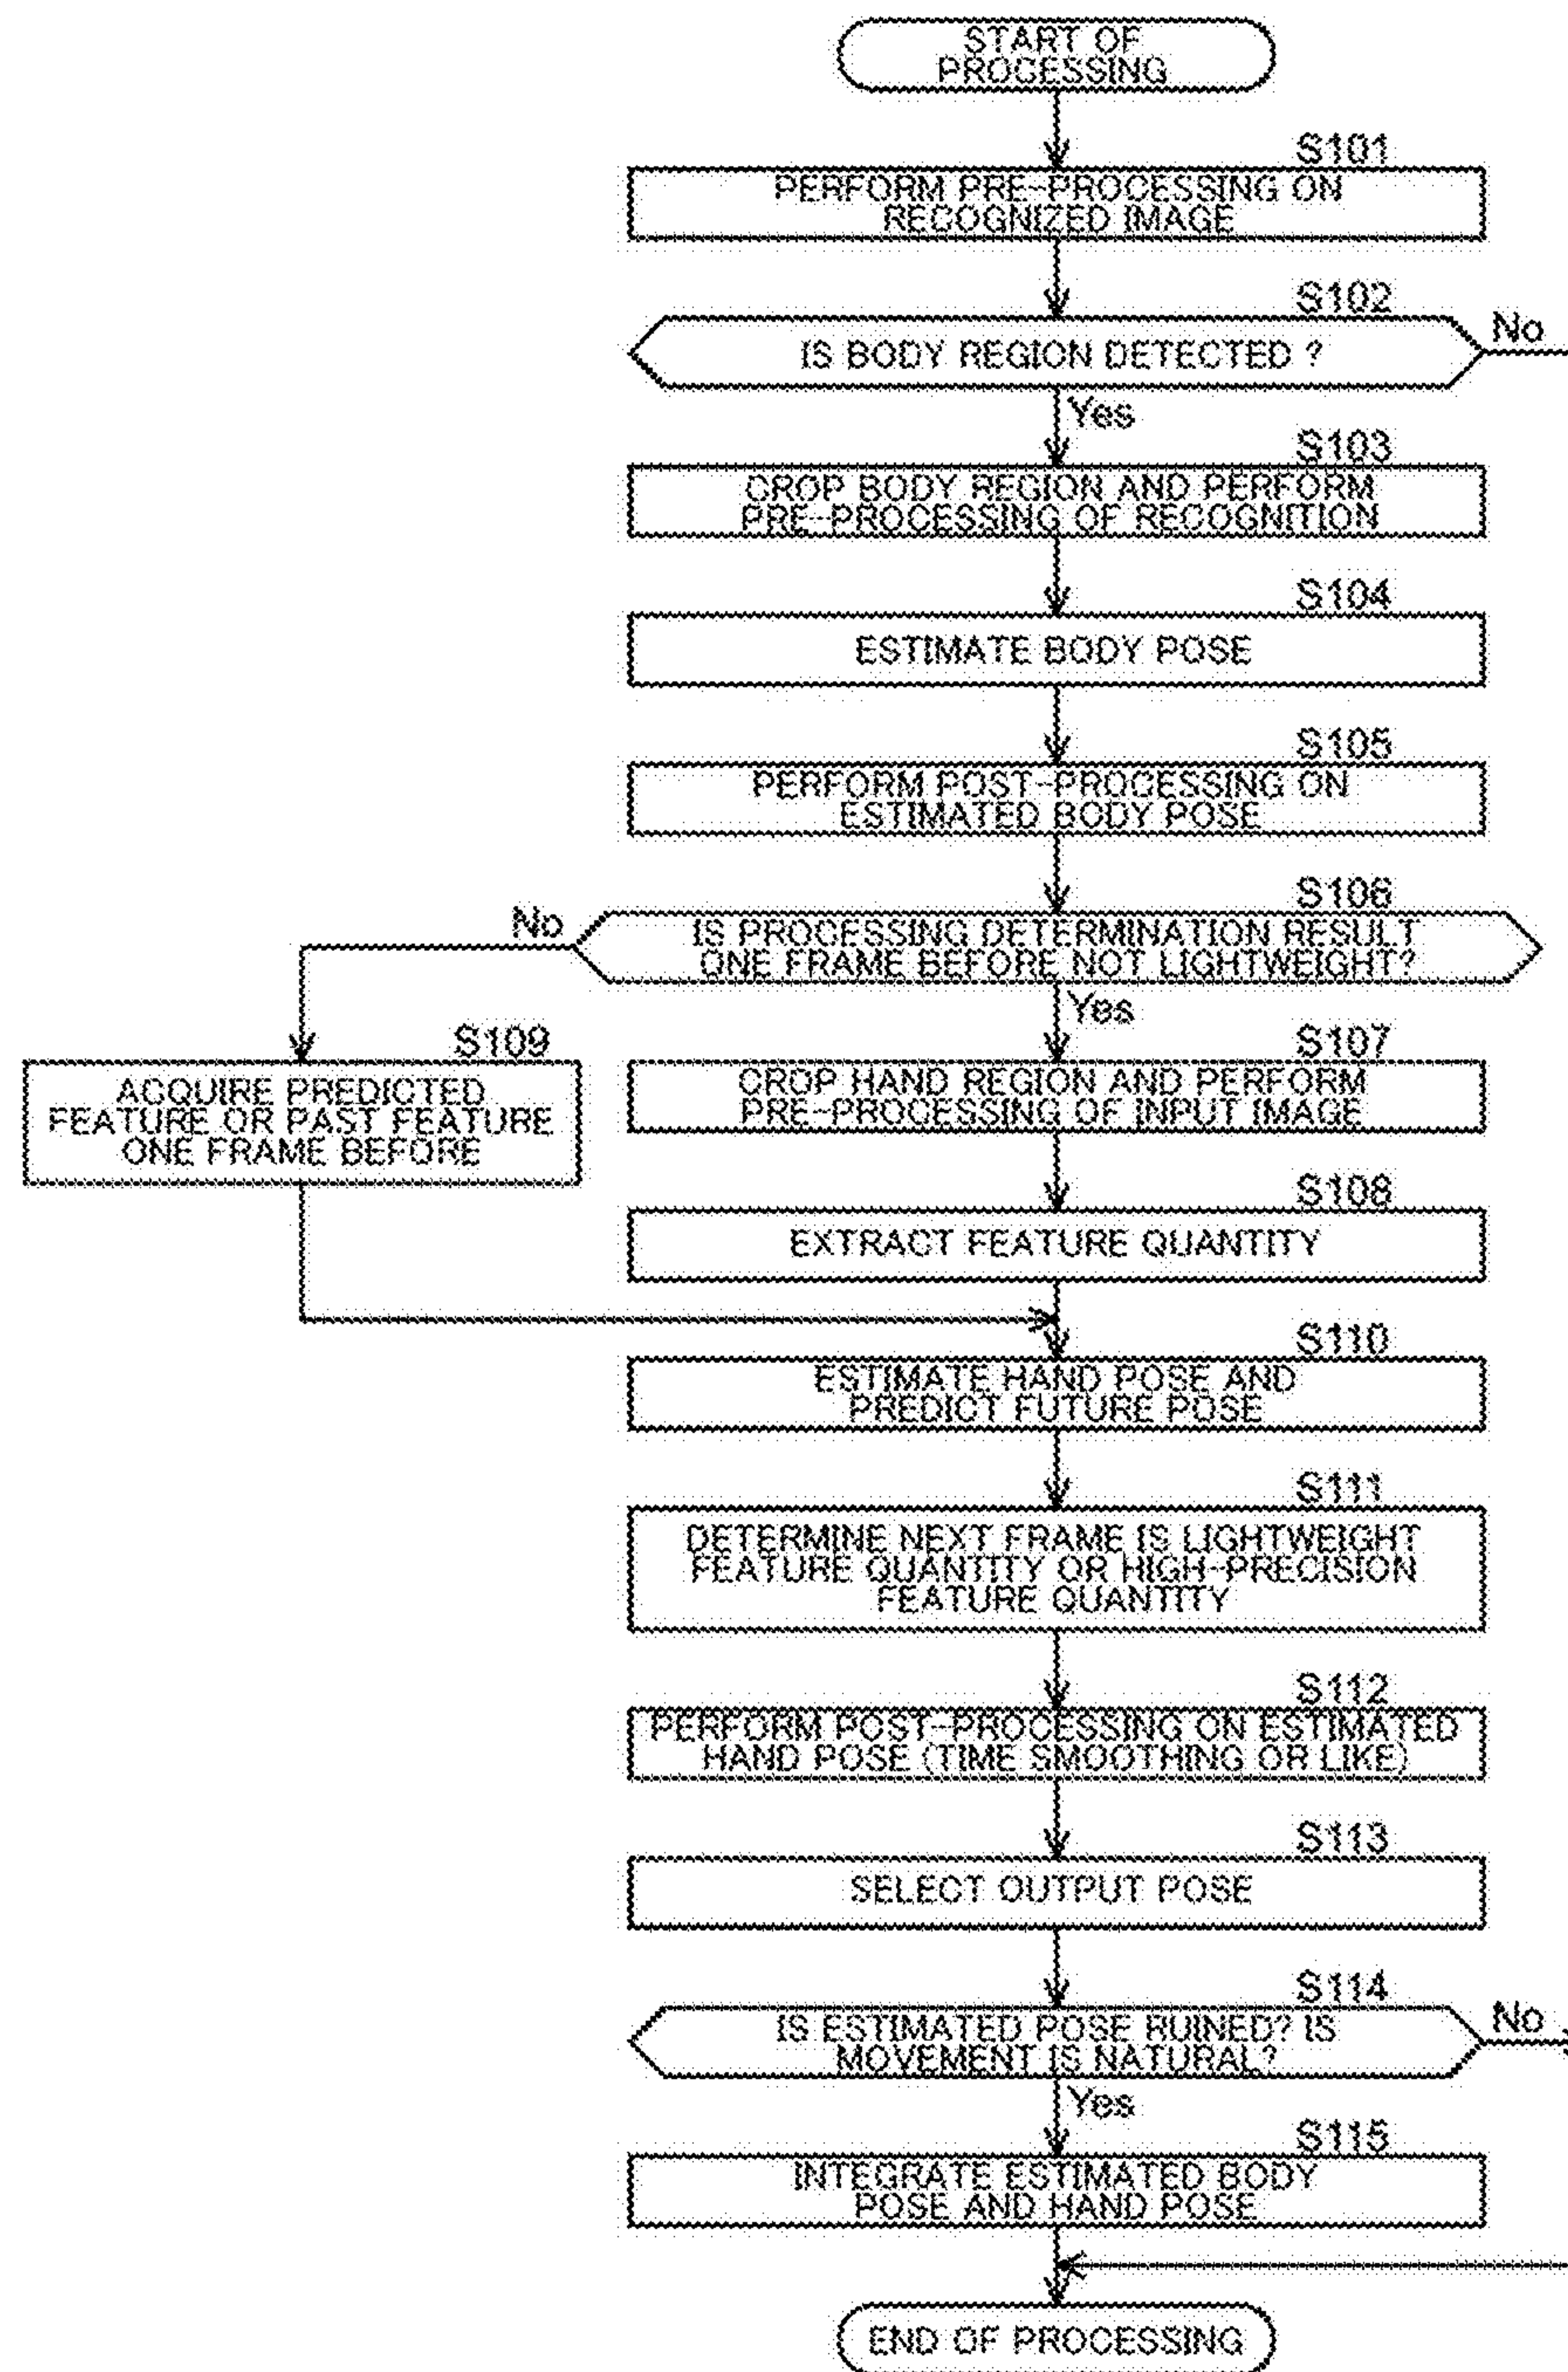 START OF
PROCESSING
S101
PERFORM PRE-PROCESSING ON
RECOGNIZED IMAGE
S102
IS BODY REGION DETECTED ?
No
Yes
S103
CROP BODY REGION AND PERFORM
PRE-PROCESSING OF RECOGNITION
S104
ESTIMATE BODY POSE
S105
PERFORM POST-PROCESSING ON
ESTIMATED BODY POSE
S106
No
IS PROCESSING DETERMINATION RESULT
ONE FRAME BEFORE NOT LIGHTWEIGHT?
Yes
S109
ACQUIRE PREDICTED
FEATURE OR PAST FEATURE
ONE FRAME BEFORE
S107
CROP HAND REGION AND PERFORM
PRE-PROCESSING OF INPUT IMAGE
S108
EXTRACT FEATURE QUANTITY
S110
ESTIMATE HAND POSE AND
PREDICT FUTURE POSE
S111
DETERMINE NEXT FRAME IS LIGHTWEIGHT
FEATURE QUANTITY OR HIGH-PRECISION
FEATURE QUANTITY
S112
PERFORM POST-PROCESSING ON ESTIMATED
HAND POSE (TIME SMOOTHING OR LIKE)
S113
SELECT OUTPUT POSE
S114
IS ESTIMATED POSE RUINED? IS
MOVEMENT IS NATURAL?
No
Yes
S115
INTEGRATE ESTIMATED BODY
POSE AND HAND POSE
END OF PROCESSING